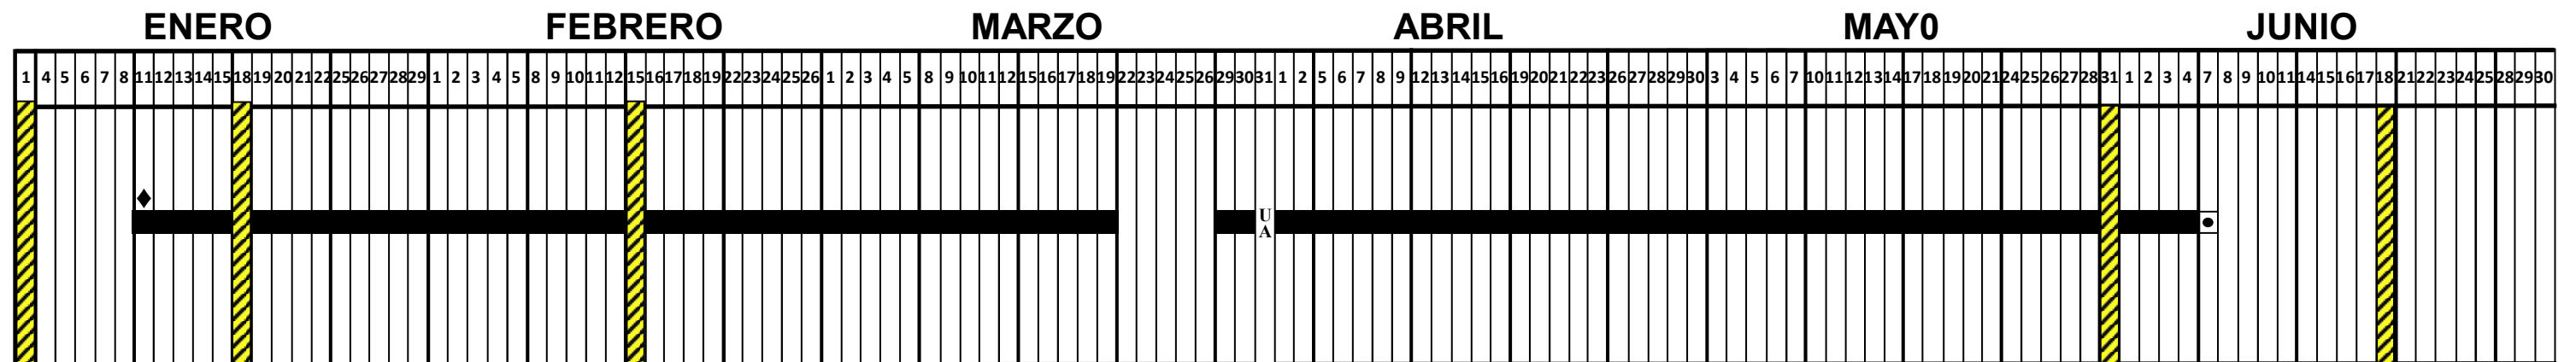 ENERO FEBRERO MARZO ABRIL MAY0 JUNIO
1 4 5 6 7 8 11 12 13 14 15 18 19 20 21 22 25 26 27 28 29 1 2 3 4 5 8 9 10 11 12 15 16 17 18 19 22 23 24 25 26 1 2 3 4 5 8 9 10 11 12 15 16 17 18 19 22 23 24 25 26 29 30 31 1 2 5 6 7 8 9 12 13 14 15 16 19 20 21 22 23 26 27 28 29 30 3 4 5 6 7 10 11 12 13 14 17 18 19 20 21 24 25 26 27 28 31 1 2 3 4 7 8 9 10 11 14 15 16 17 18 21 22 23 24 25 28 29 30
U
A